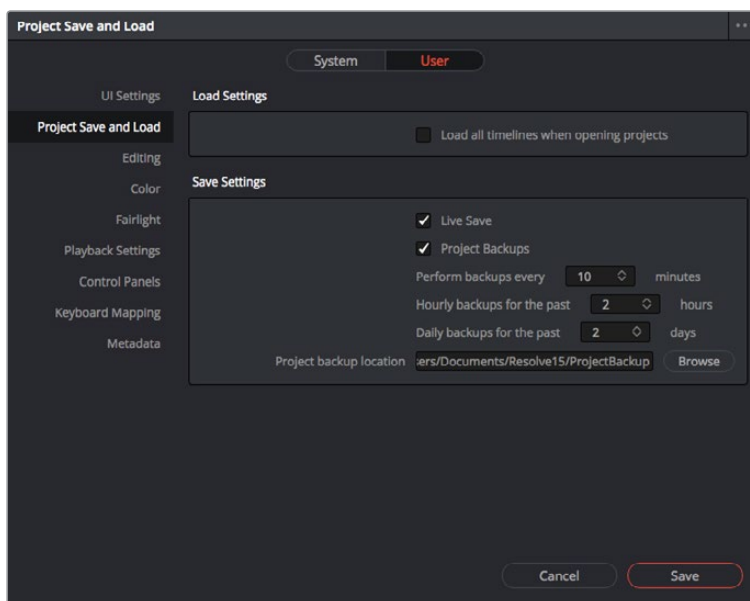 Project Save and Load
System User
UI Settings
Project Save and Load
Editing
Color
Fairlight
Playback Settings
Control Panels
Keyboard Mapping
Metadata
Load Settings
Load all timelines when opening projects
Save Settings
Live Save
Project Backups
Perform backups every 10 minutes
Hourly backups for the past 2 hours
Daily backups for the past 2 days
Project backup location ers/Documents/Resolve15/ProjectBackup Browse
Cancel Save